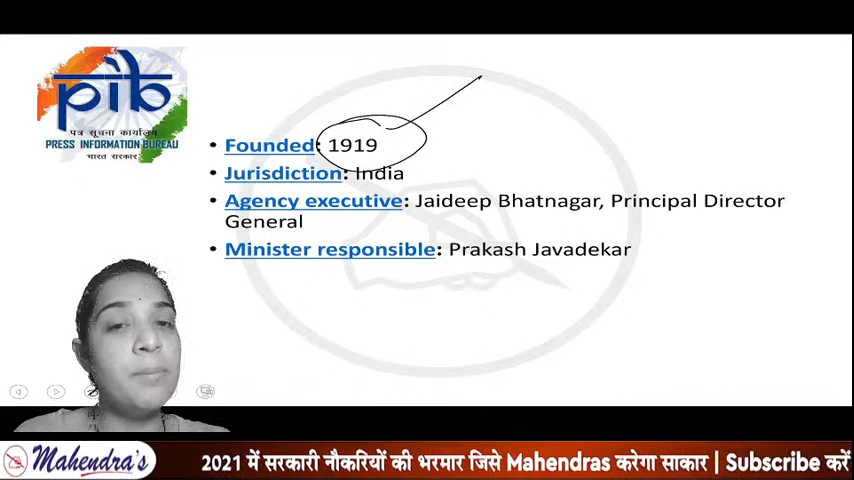 pib
पत्र सूचना कार्यालय
PRESS INFORMATION BUREAU
भारत सरकार
• Founded: 1919
• Jurisdiction: India
• Agency executive: Jaideep Bhatnagar, Principal Director
General
• Minister responsible: Prakash Javadekar
Mahendra's
2021 में सरकारी नौकरियों की भरमार जिसे Mahendras करेगा साकार | Subscribe करें